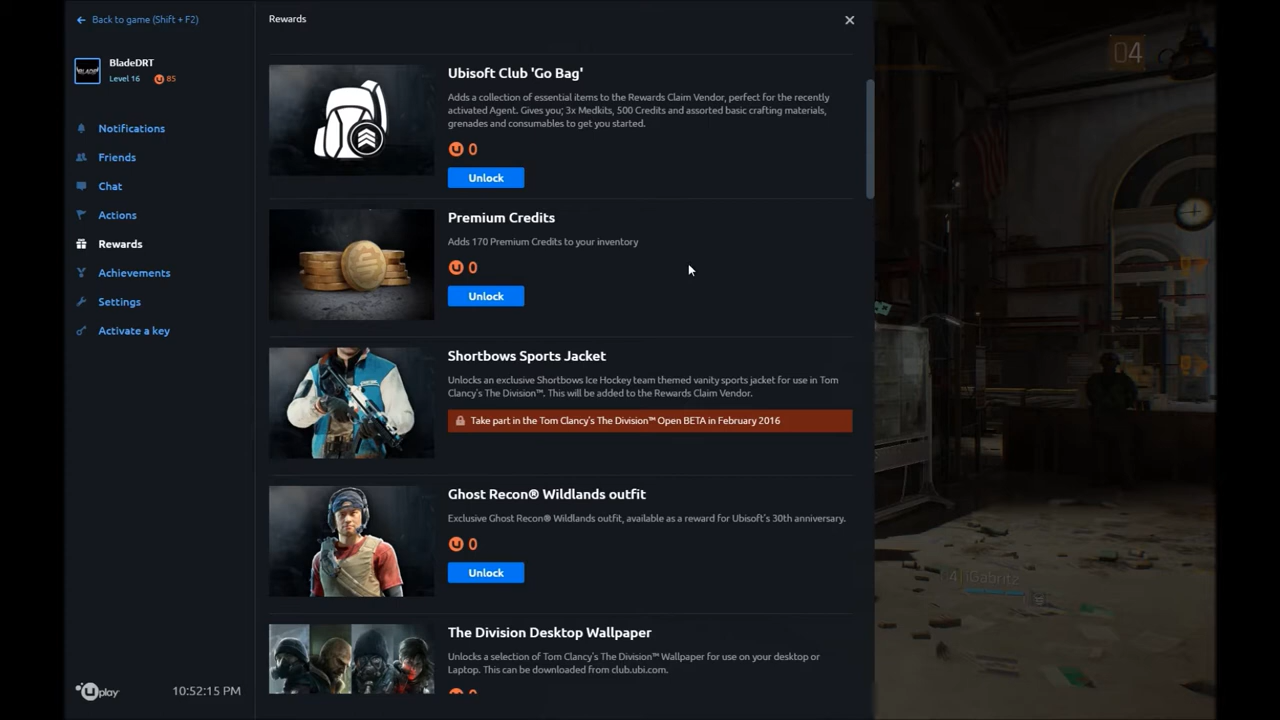 Back to game (Shift + F2)
Rewards
BLADE
BladeDRT
Level 16
85
Notifications
Friends
Chat
Actions
Rewards
Achievements
Settings
Activate a key
uplay
10:52:15 PM
Ubisoft Club 'Go Bag'
Adds a collection of essential items to the Rewards Claim Vendor, perfect for the recently
activated Agent. Gives you; 3x Medkits, 500 Credits and assorted basic crafting materials,
grenades and consumables to get you started.
0
Unlock
Premium Credits
Adds 170 Premium Credits to your inventory
0
Unlock
Shortbows Sports Jacket
Unlocks an exclusive Shortbows Ice Hockey team themed vanity sports jacket for use in Tom
Clancy's The Division™. This will be added to the Rewards Claim Vendor.
Take part in the Tom Clancy's The Division™ Open BETA in February 2016
Ghost Recon® Wildlands outfit
Exclusive Ghost Recon® Wildlands outfit, available as a reward for Ubisoft's 30th anniversary.
0
Unlock
The Division Desktop Wallpaper
Unlocks a selection of Tom Clancy's The Division™ Wallpaper for use on your desktop or
Laptop. This can be downloaded from club.ubi.com.
04
4| iGabritz